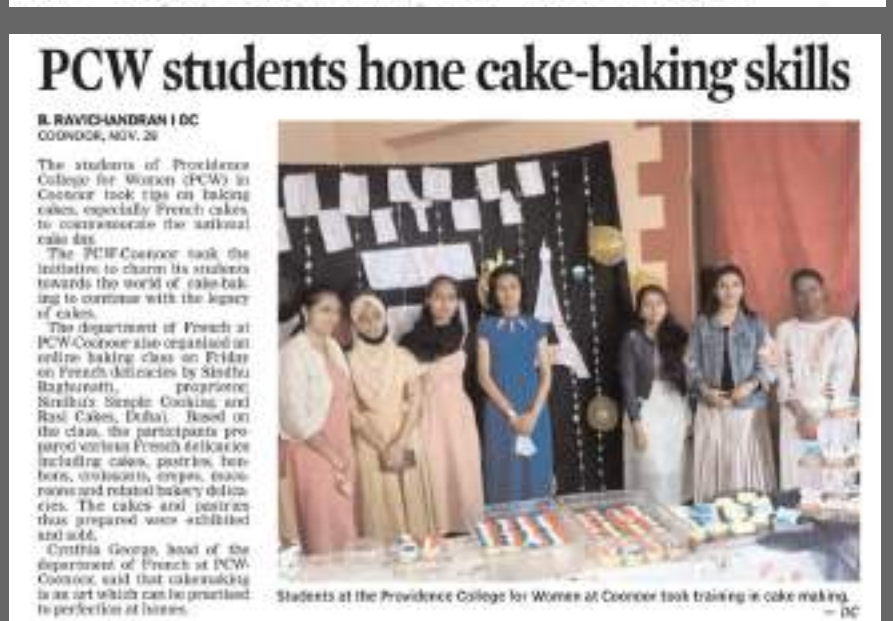 PCW students hone cake-baking skills
B. RAVICHANDRAN I DC
COONOOR, NOV. 26
The students of Providence
College for Women (PCW) in
Coonoor took tips on baking
cakes, especially French cakes,
to commemorate the national
cake day.
The PCW-Coonoor took the
initiative to charm its students
towards the world of cake-bak-
ing to continue with the legacy
of cakes.
The department of French at
PCW-Coonoor also organised an
online baking class on Friday
on French delicacies by Sindhu
Raghunath, proprietor,
Sindhu's Simple Cooking and
Rasi Cakes, Dubai. Based on
the class, the participants pre-
pared various French delicacies
including cakes, pastries, bon-
bons, croissants, crepes, maca-
roons and related bakery delica-
cies. The cakes and pastries
thus prepared were exhibited
and sold.
Cynthia George, head of the
department of French at PCW-
Coonoor, said that cakemaking
is an art which can be practised
to perfection at homes.
Students at the Providence College for Women at Coonoor took training in cake making.
— DC